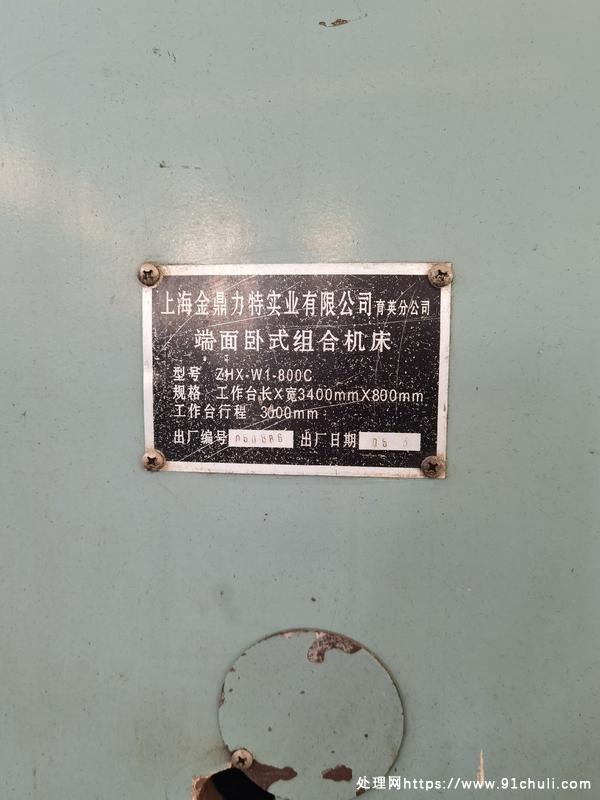 上海金鼎力特实业有限公司 育英分公司
端面卧式组合机床
型号 ZHX-W1-800C
规格 工作台长X宽3400mmX800mm
工作台行程 3000mm
出厂编号 出厂日期
处理网https://www.91chuli.com